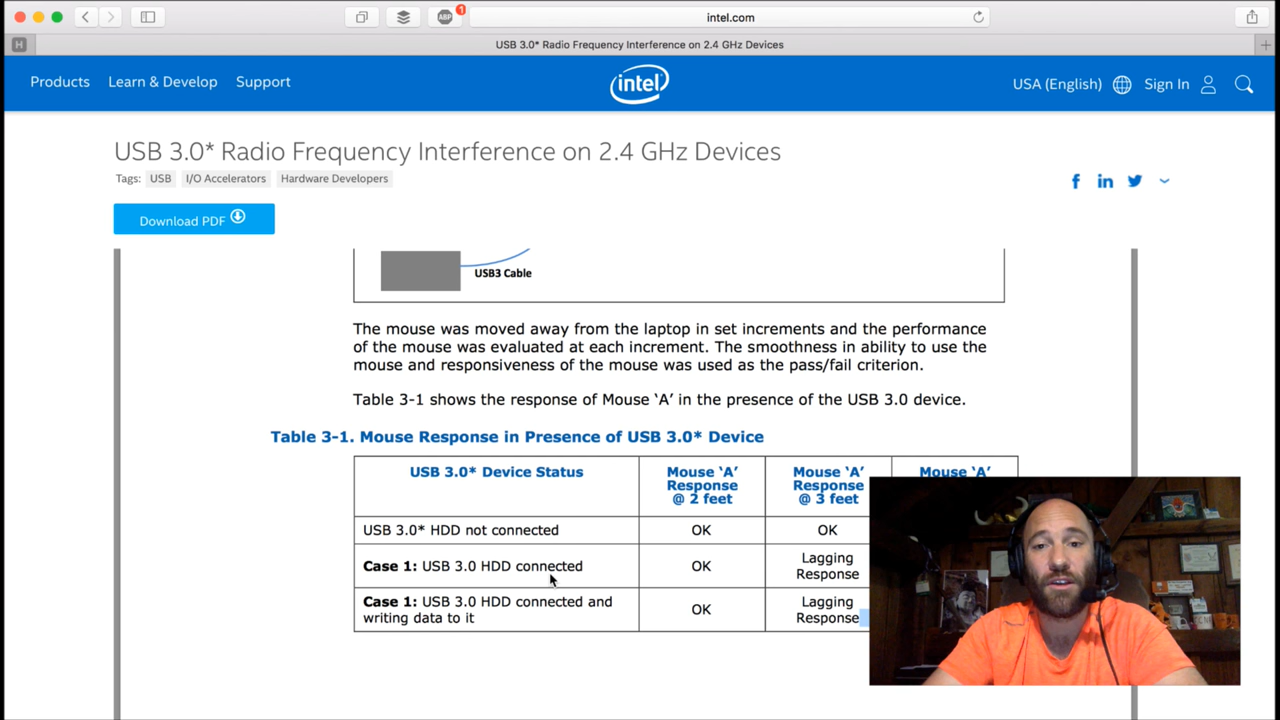 1
intel.com
H
USB 3.0* Radio Frequency Interference on 2.4 GHz Devices
Products Learn & Develop Support
intel
USA (English) Sign In
USB 3.0* Radio Frequency Interference on 2.4 GHz Devices
Tags: USB I/O Accelerators Hardware Developers
Download PDF
USB3 Cable
The mouse was moved away from the laptop in set increments and the performance
of the mouse was evaluated at each increment. The smoothness in ability to use the
mouse and responsiveness of the mouse was used as the pass/fail criterion.
Table 3-1 shows the response of Mouse ‘A’ in the presence of the USB 3.0 device.
Table 3-1. Mouse Response in Presence of USB 3.0* Device
USB 3.0* Device Status
Mouse ‘A’
Response
@ 2 feet
Mouse ‘A’
Response
@ 3 feet
Mouse ‘A’
USB 3.0* HDD not connected OK OK
Case 1: USB 3.0 HDD connected OK
Lagging
Response
Case 1: USB 3.0 HDD connected and
writing data to it
OK
Lagging
Response
ABP